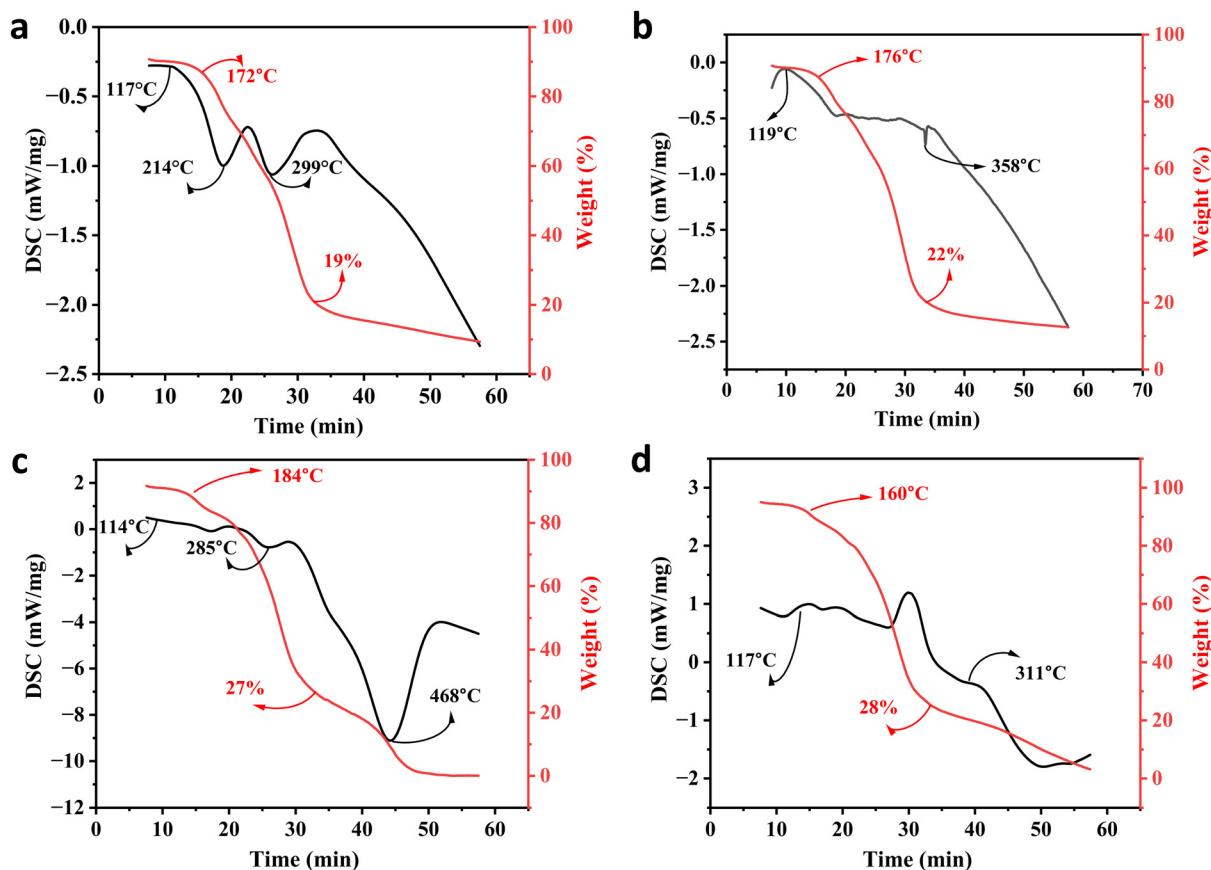 a
0.0
−0.5
−1.0
−1.5
−2.0
−2.5
DSC (mW/mg)
0 10 20 30 40 50 60
Time (min)
100
80
60
40
20
0
Weight (%)
117°C
172°C
214°C
299°C
19%
b
0.0
−0.5
−1.0
−1.5
−2.0
−2.5
DSC (mW/mg)
0 10 20 30 40 50 60 70
Time (min)
100
80
60
40
20
0
Weight (%)
176°C
119°C
358°C
22%
c
2
0
−2
−4
−6
−8
−10
−12
DSC (mW/mg)
0 10 20 30 40 50 60
Time (min)
100
80
60
40
20
0
Weight (%)
184°C
114°C
285°C
27%
468°C
d
3
2
1
0
−1
−2
DSC (mW/mg)
0 10 20 30 40 50 60
Time (min)
100
80
60
40
20
0
Weight (%)
160°C
117°C
311°C
28%